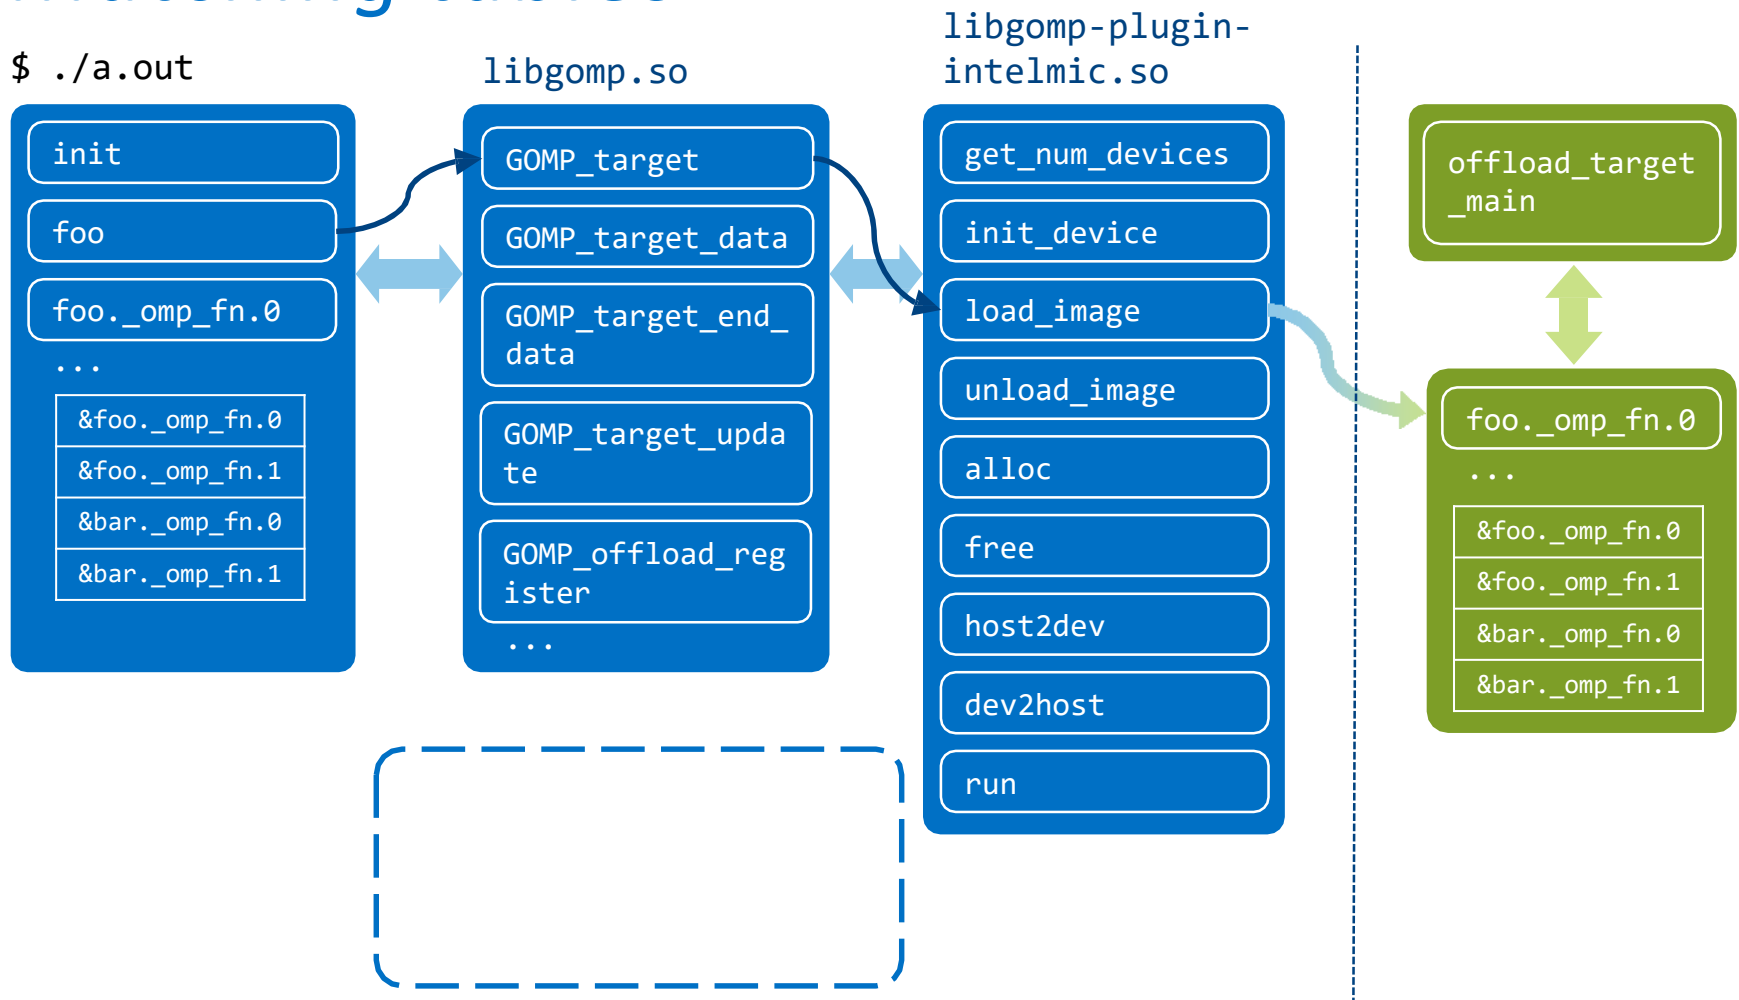 $ ./a.out
init
foo
foo._omp_fn.0
...
&foo._omp_fn.0
&foo._omp_fn.1
&bar._omp_fn.0
&bar._omp_fn.1
libgomp.so
GOMP_target
GOMP_target_data
GOMP_target_end_
data
GOMP_target_upda
te
GOMP_offload_reg
ister
...
libgomp-plugin-
intelmic.so
get_num_devices
init_device
load_image
unload_image
alloc
free
host2dev
dev2host
run
offload_target
_main
foo._omp_fn.0
...
&foo._omp_fn.0
&foo._omp_fn.1
&bar._omp_fn.0
&bar._omp_fn.1